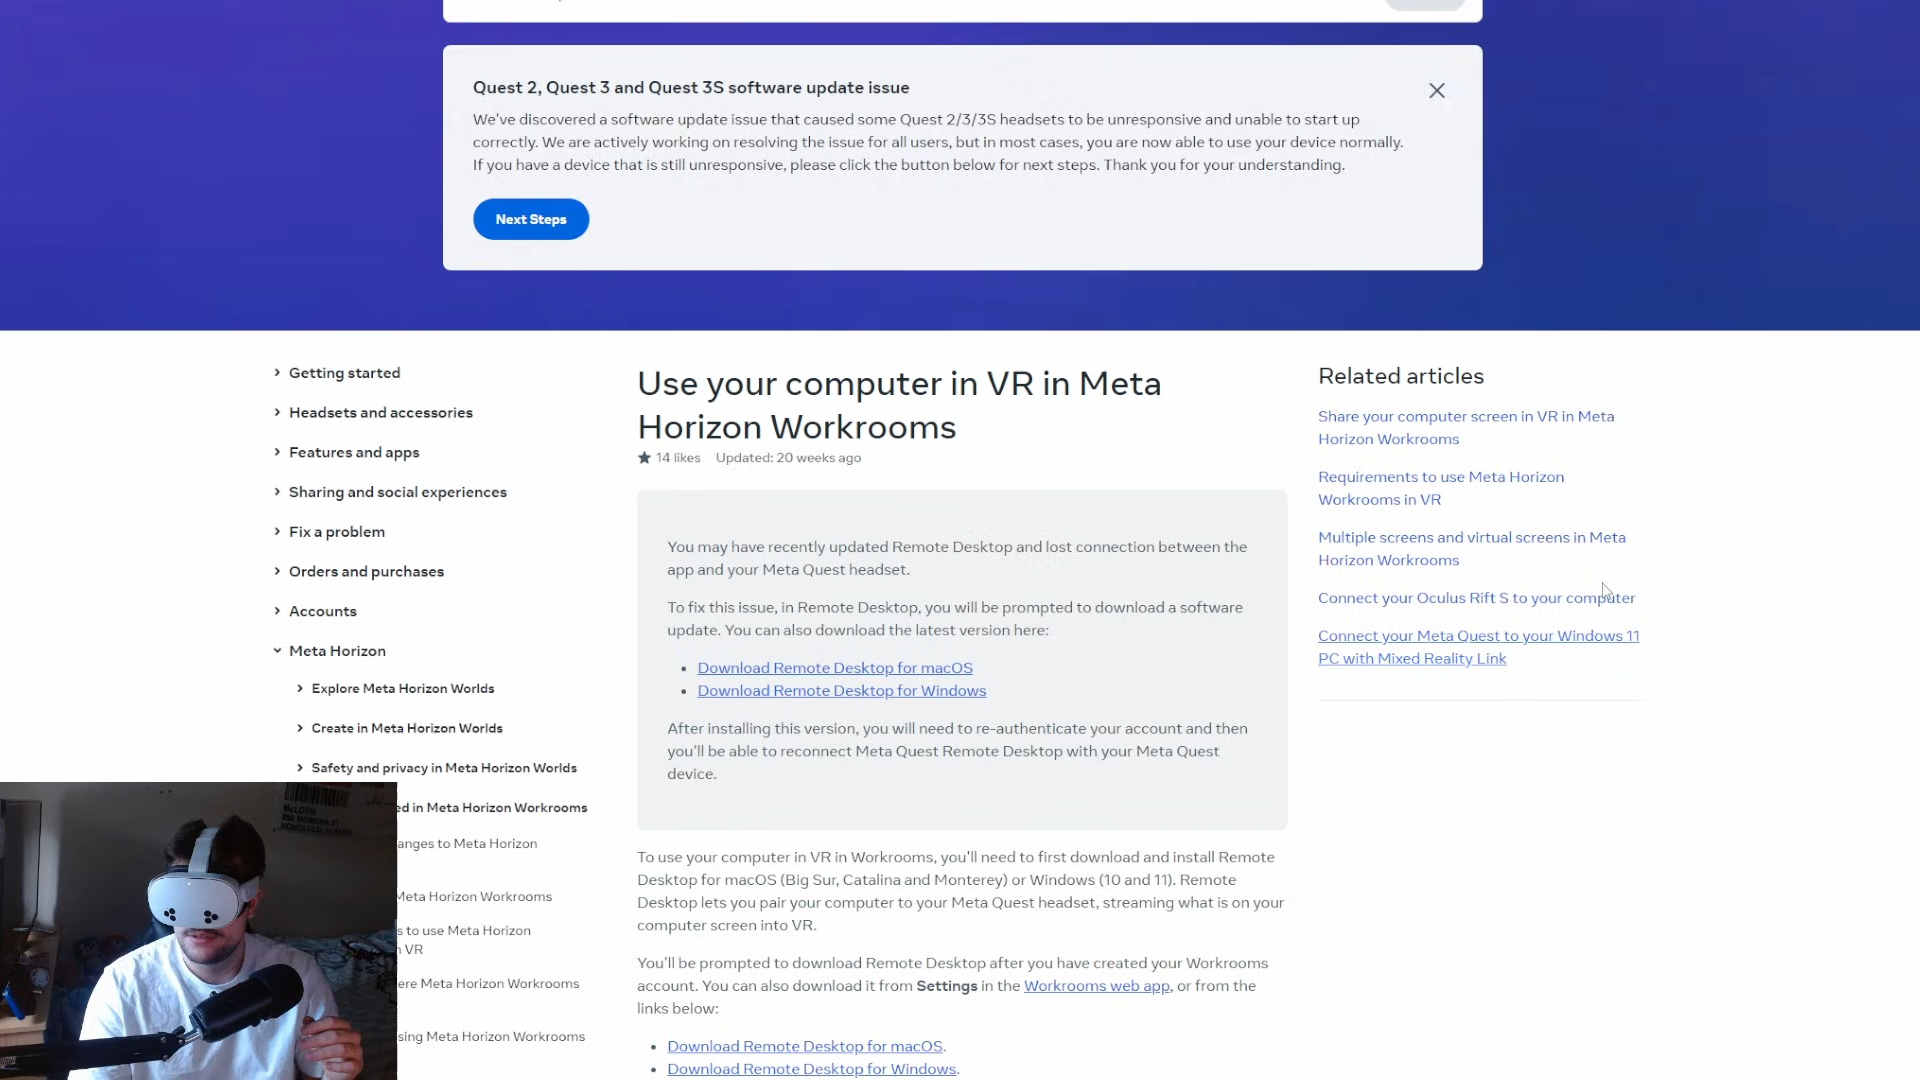 Quest 2, Quest 3 and Quest 3S software update issue
We've discovered a software update issue that caused some Quest 2/3/3S headsets to be unresponsive and unable to start up
correctly. We are actively working on resolving the issue for all users, but in most cases, you are now able to use your device normally.
If you have a device that is still unresponsive, please click the button below for next steps. Thank you for your understanding.
Next Steps
Getting started
Headsets and accessories
Features and apps
Sharing and social experiences
Fix a problem
Orders and purchases
Accounts
Meta Horizon
Explore Meta Horizon Worlds
Create in Meta Horizon Worlds
Safety and privacy in Meta Horizon Worlds
ed in Meta Horizon Workrooms
anges to Meta Horizon
Meta Horizon Workrooms
s to use Meta Horizon
VR
ere Meta Horizon Workrooms
sing Meta Horizon Workrooms
Use your computer in VR in Meta
Horizon Workrooms
14 likes Updated: 20 weeks ago
You may have recently updated Remote Desktop and lost connection between the
app and your Meta Quest headset.
To fix this issue, in Remote Desktop, you will be prompted to download a software
update. You can also download the latest version here:
• Download Remote Desktop for macOS
• Download Remote Desktop for Windows
After installing this version, you will need to re-authenticate your account and then
you'll be able to reconnect Meta Quest Remote Desktop with your Meta Quest
device.
To use your computer in VR in Workrooms, you'll need to first download and install Remote
Desktop for macOS (Big Sur, Catalina and Monterey) or Windows (10 and 11). Remote
Desktop lets you pair your computer to your Meta Quest headset, streaming what is on your
computer screen into VR.
You'll be prompted to download Remote Desktop after you have created your Workrooms
account. You can also download it from Settings in the Workrooms web app, or from the
links below:
• Download Remote Desktop for macOS.
• Download Remote Desktop for Windows.
Related articles
Share your computer screen in VR in Meta
Horizon Workrooms
Requirements to use Meta Horizon
Workrooms in VR
Multiple screens and virtual screens in Meta
Horizon Workrooms
Connect your Oculus Rift S to your computer
Connect your Meta Quest to your Windows 11
PC with Mixed Reality Link
McLOVIN